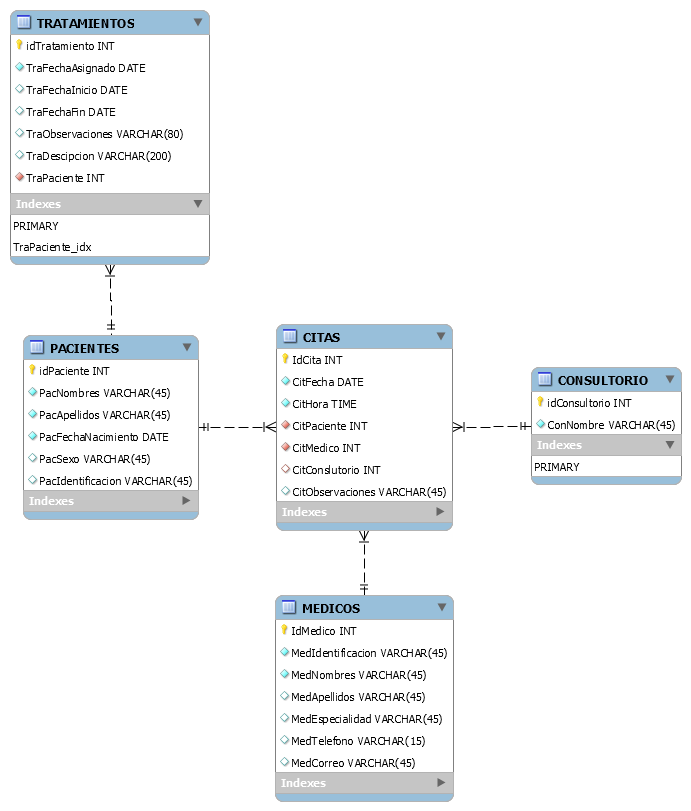 TRATAMIENTOS
idTratamiento INT
TraFechaAsignado DATE
TraFechaInicio DATE
TraFechaFin DATE
TraObservaciones VARCHAR(80)
TraDescipcion VARCHAR(200)
TraPaciente INT
Indexes
PRIMARY
TraPaciente_idx
PACIENTES
idPaciente INT
PacNombres VARCHAR(45)
PacApellidos VARCHAR(45)
PacFechaNacimiento DATE
PacSexo VARCHAR(45)
PacIdentificacion VARCHAR(45)
Indexes
CITAS
IdCita INT
CitFecha DATE
CitHora TIME
CitPaciente INT
CitMedico INT
CitConslutorio INT
CitObservaciones VARCHAR(45)
Indexes
CONSULTORIO
idConsultorio INT
ConNombre VARCHAR(45)
Indexes
PRIMARY
MEDICOS
IdMedico INT
MedIdentificacion VARCHAR(45)
MedNombres VARCHAR(45)
MedApellidos VARCHAR(45)
MedEspecialidad VARCHAR(45)
MedTelefono VARCHAR(15)
MedCorreo VARCHAR(45)
Indexes